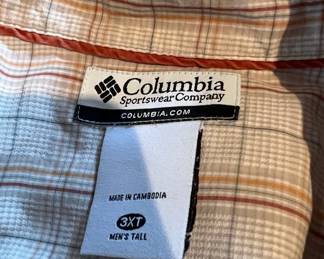 Columbia
Sportswear Company
COLUMBIA.COM
MADE IN CAMBODIA
3XT
MEN'S TALL